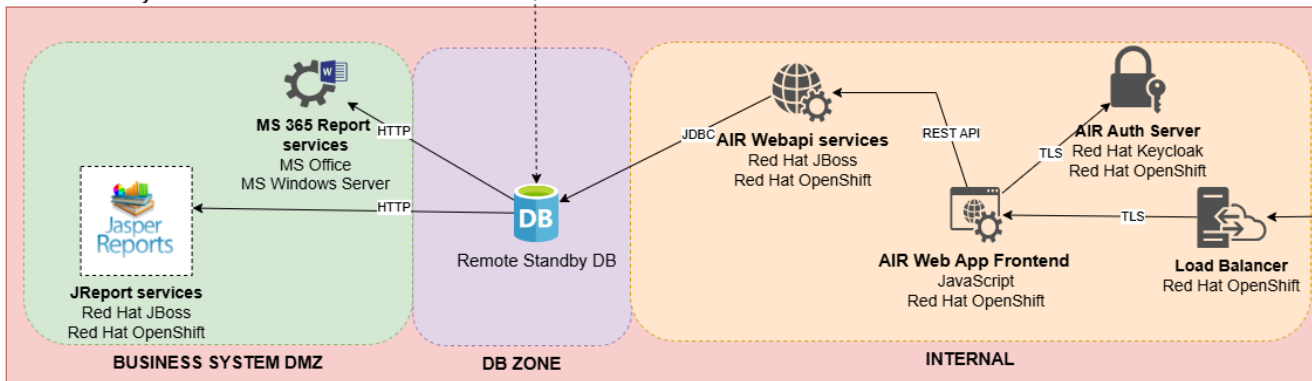 MS 365 Report
services
MS Office
MS Windows Server
W
HTTP
HTTP
Jasper
Reports
JReport services
Red Hat JBoss
Red Hat OpenShift
BUSINESS SYSTEM DMZ
DB
Remote Standby DB
DB ZONE
JDBC
AIR Webapi services
Red Hat JBoss
Red Hat OpenShift
REST API
TLS
AIR Auth Server
Red Hat Keycloak
Red Hat OpenShift
TLS
AIR Web App Frontend
JavaScript
Red Hat OpenShift
Load Balancer
Red Hat OpenShift
INTERNAL